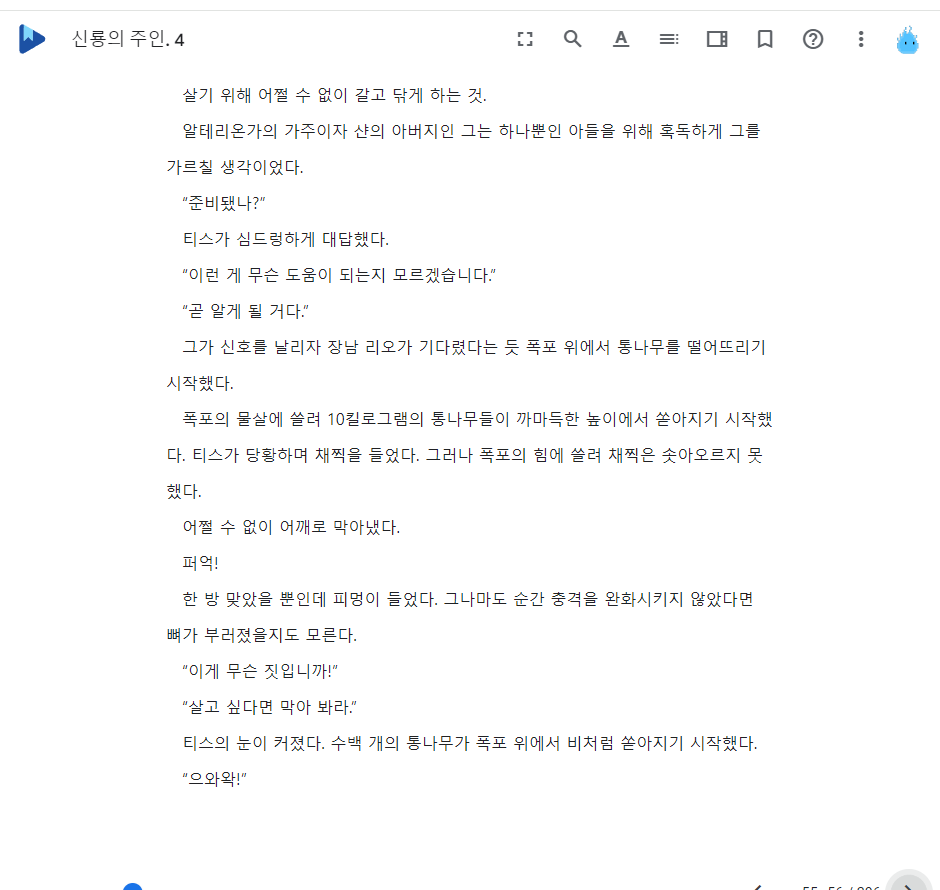 신룡의 주인. 4
살기 위해 어쩔 수 없이 갈고 닦게 하는 것.
알테리온가의 가주이자 샨의 아버지인 그는 하나뿐인 아들을 위해 혹독하게 그를
가르칠 생각이었다.
“준비됐나?”
티스가 심드렁하게 대답했다.
“이런 게 무슨 도움이 되는지 모르겠습니다.”
“곧 알게 될 거다.”
그가 신호를 날리자 장남 리오가 기다렸다는 듯 폭포 위에서 통나무를 떨어뜨리기
시작했다.
폭포의 물살에 쓸려 10킬로그램의 통나무들이 까마득한 높이에서 쏟아지기 시작했
다. 티스가 당황하며 채찍을 들었다. 그러나 폭포의 힘에 쓸려 채찍은 솟아오르지 못
했다.
어쩔 수 없이 어깨로 막아냈다.
퍼억!
한 방 맞았을 뿐인데 피멍이 들었다. 그나마도 순간 충격을 완화시키지 않았다면
뼈가 부러졌을지도 모른다.
“이게 무슨 짓입니까!”
“살고 싶다면 막아 봐라.”
티스의 눈이 커졌다. 수백 개의 통나무가 폭포 위에서 비처럼 쏟아지기 시작했다.
“으와왁!”